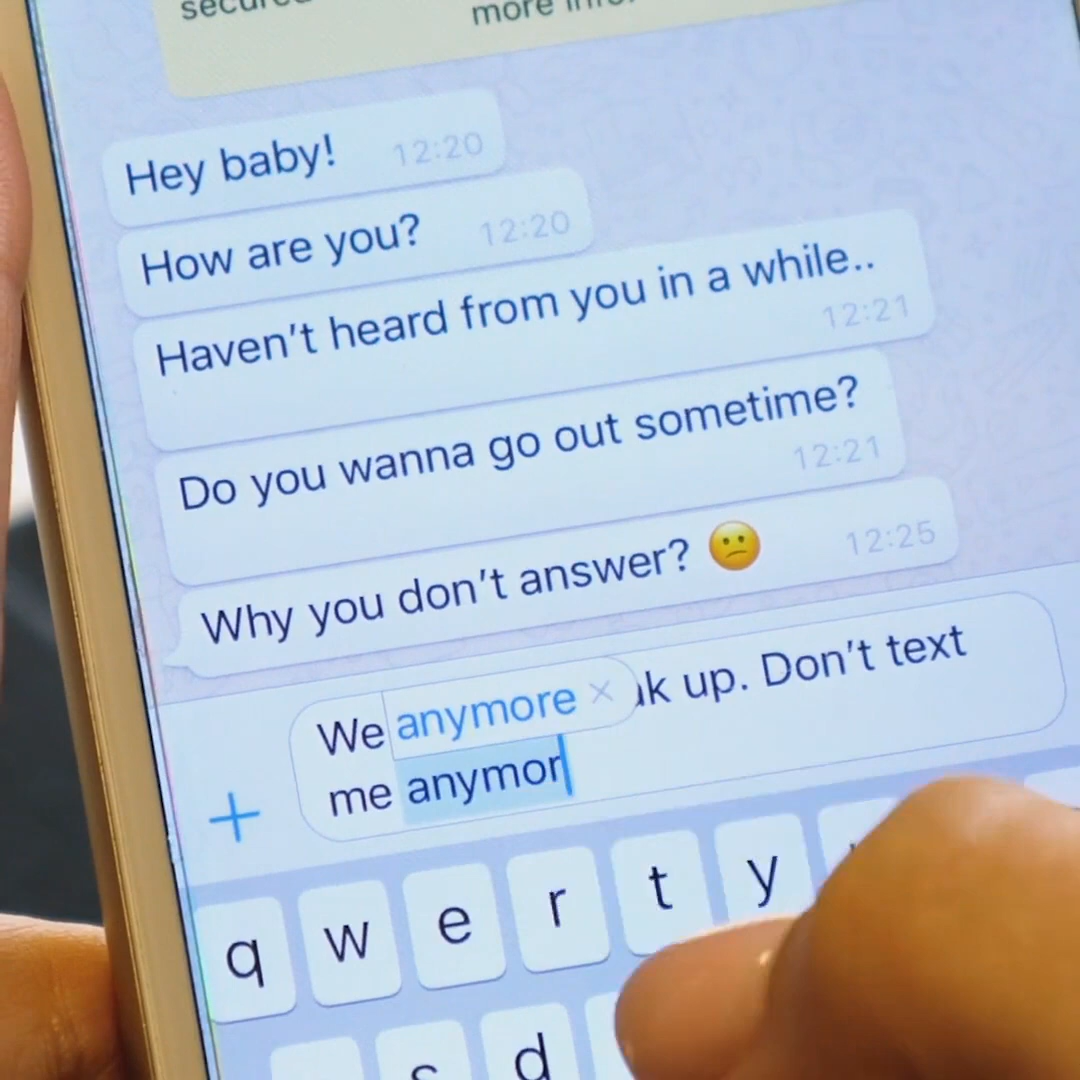 more info.
Hey baby! 12:20
How are you? 12:20
Haven't heard from you in a while..
12:21
Do you wanna go out sometime?
12:21
Why you don't answer? 😕 12:25
We anymore × up. Don't text
me anymor
q w e r t y
d